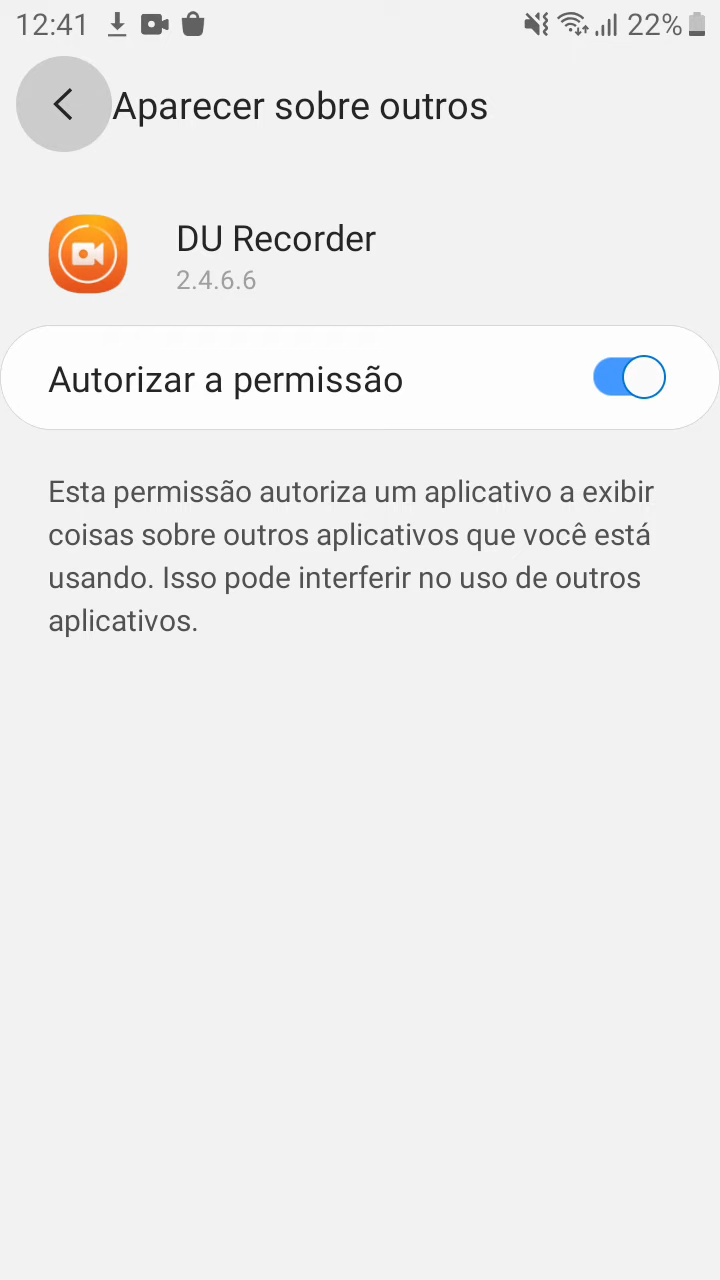 12:41 22%
Aparecer sobre outros
DU Recorder
2.4.6.6
Autorizar a permissão
Esta permissão autoriza um aplicativo a exibir
coisas sobre outros aplicativos que você está
usando. Isso pode interferir no uso de outros
aplicativos.